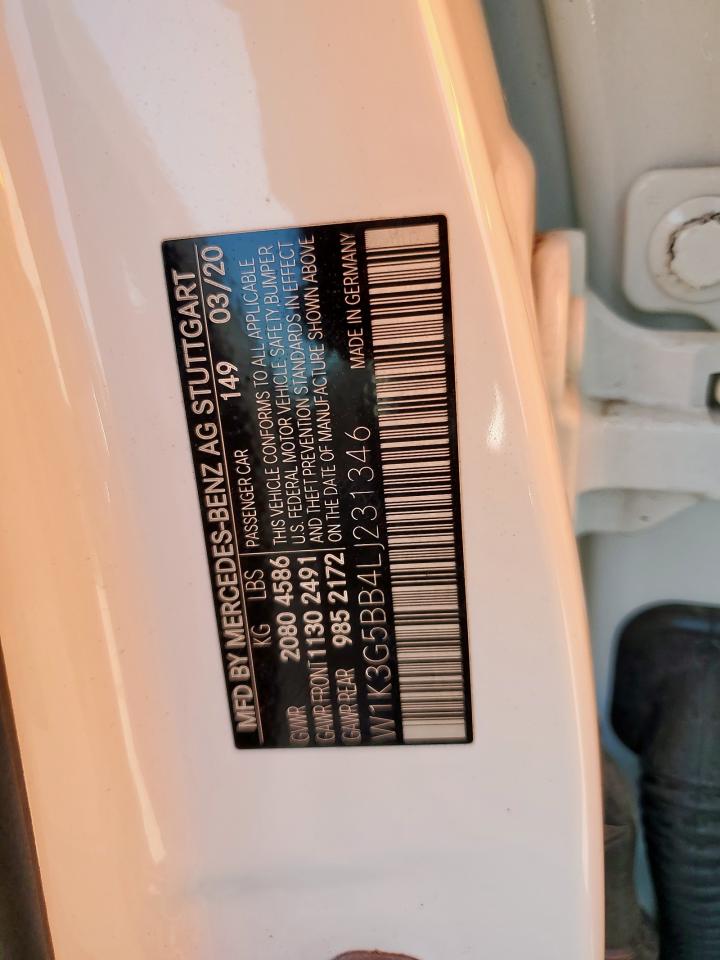 MFD BY MERCEDES-BENZ AG STUTTGART
KG LBS PASSENGER CAR 149 03/20
GVWR 2080 4586
GAWR FRONT 1130 2491
GAWR REAR 985 2172
THIS VEHICLE CONFORMS TO ALL APPLICABLE
U.S. FEDERAL MOTOR VEHICLE SAFETY BUMPER
AND THEFT PREVENTION STANDARDS IN EFFECT
ON THE DATE OF MANUFACTURE SHOWN ABOVE
W1K3G5BB4LJ231346 MADE IN GERMANY